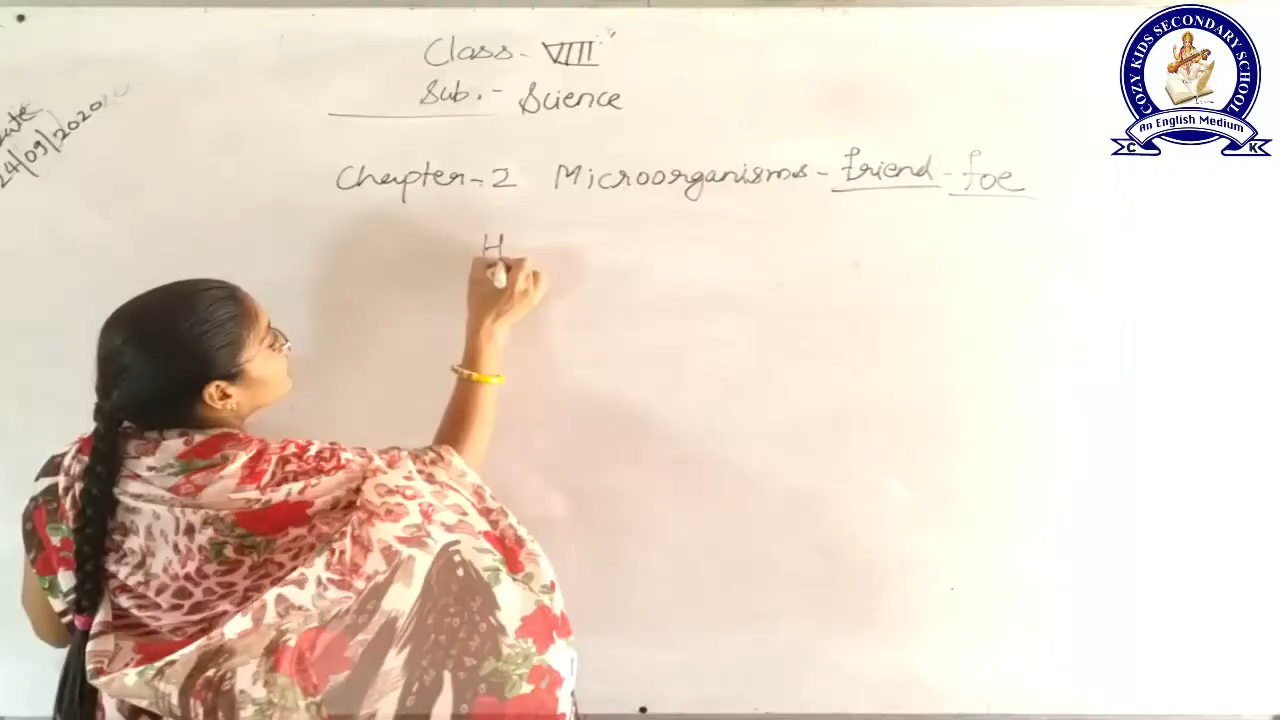 Class - VIII
Sub. - Science
Date
24/09/2020
Chapter - 2 Microorganisms - friend - foe
H
COZY KIDS SECONDARY SCHOOL
An English Medium
C K